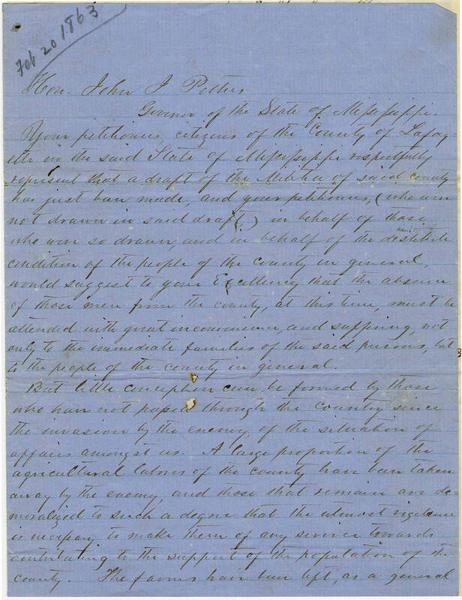 Feb 20 1863
Hon. John J Pettus
Governor of the State of Mississippi.
Your petitioners, citizens of the County of Lafay-
ette in the said State of Mississippi respectfully
represent that a draft of the Militia of said county
has just been made, and your petitioners, (who were
not drawn in said draft,) in behalf of those
who were so drawn, and in behalf of the destitute
condition of the people of the county in general,
would suggest to your Excellency that the absence
of those men from the county, at this time, must be
attended with great inconvenience and suffering, not
only to the immediate families of the said persons, but
to the people of the county in general.
But little conception can be formed by those
who have not passed through the country since
the invasion by the enemy, of the situation of
affairs amongst us. A large proportion of the
agricultural labor of the county have been taken
away by the enemy, and those that remain are de-
moralized to such a degree that the utmost vigilance
is necessary to make them of any service towards
contributing to the support of the population of the
county. The farms have been left, as a general